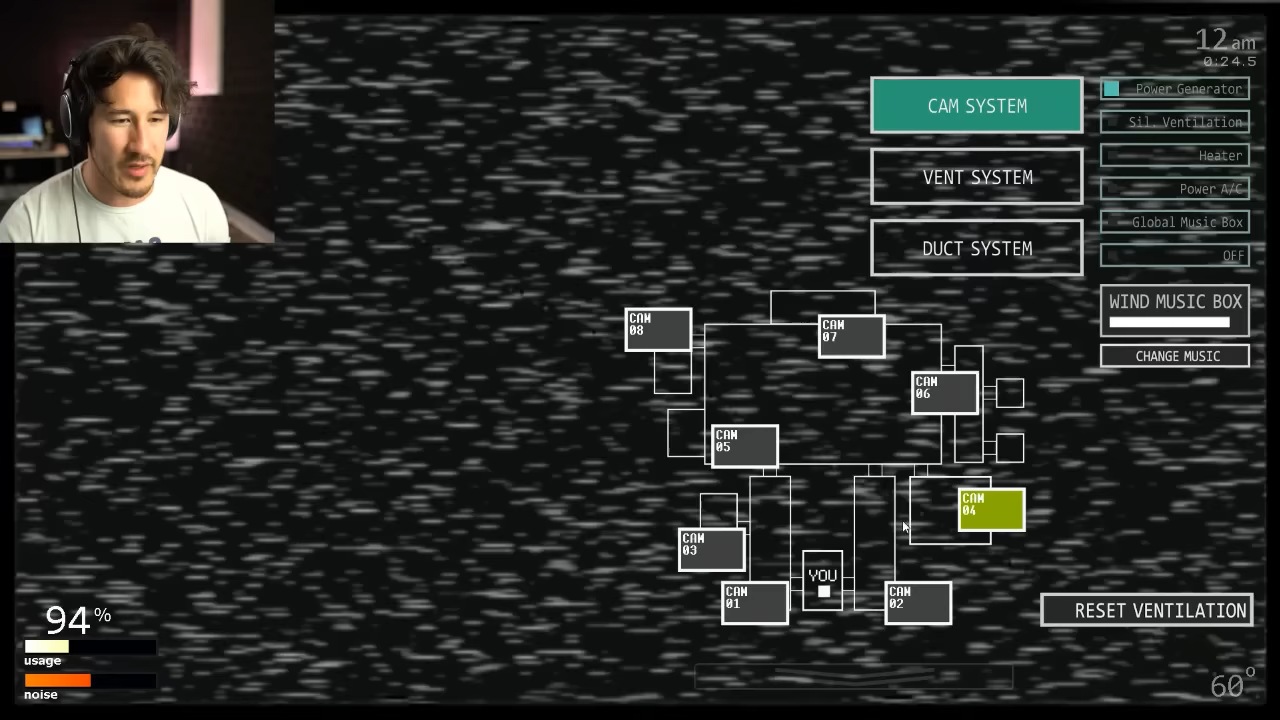 12 am
0:24.5
CAM SYSTEM
Power Generator
Sil. Ventilation
Heater
VENT SYSTEM
Power A/C
Global Music Box
DUCT SYSTEM
OFF
WIND MUSIC BOX
CHANGE MUSIC
CAM
08
CAM
07
CAM
06
CAM
05
CAM
04
CAM
03
YOU
CAM
01
CAM
02
RESET VENTILATION
94%
usage
noise
60°